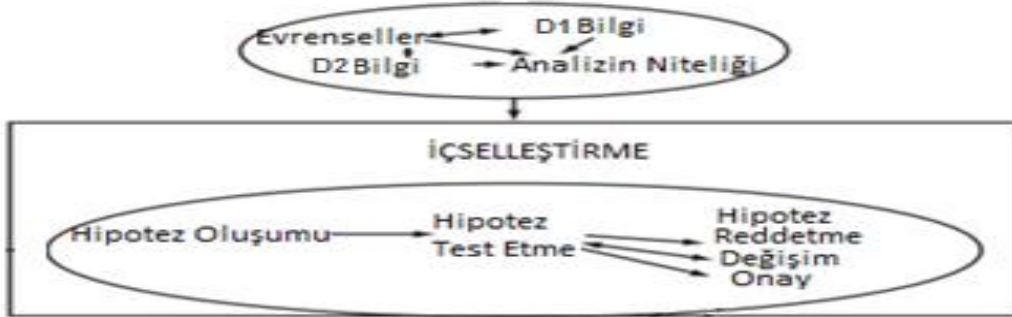 Evrenseller D1Bilgi
D2Bilgi Analizin Niteliği
İÇSELLEŞTİRME
Hipotez Oluşumu
Hipotez
Test Etme
Hipotez
Reddetme
Değişim
Onay